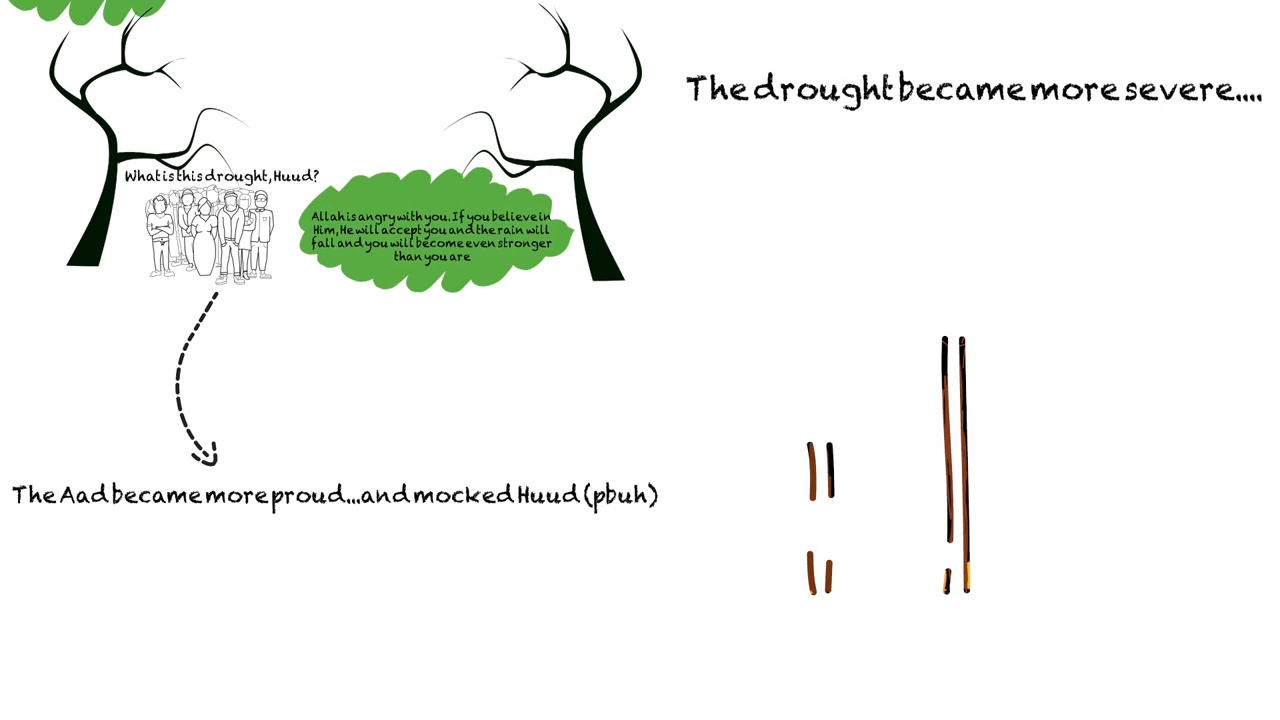 The drought became more severe....
What is this drought, Huud?
Allah is angry with you. If you believe in
Him, He will accept you and the rain will
fall and you will become even stronger
than you are
The Aad became more proud...and mocked Huud (pbuh)